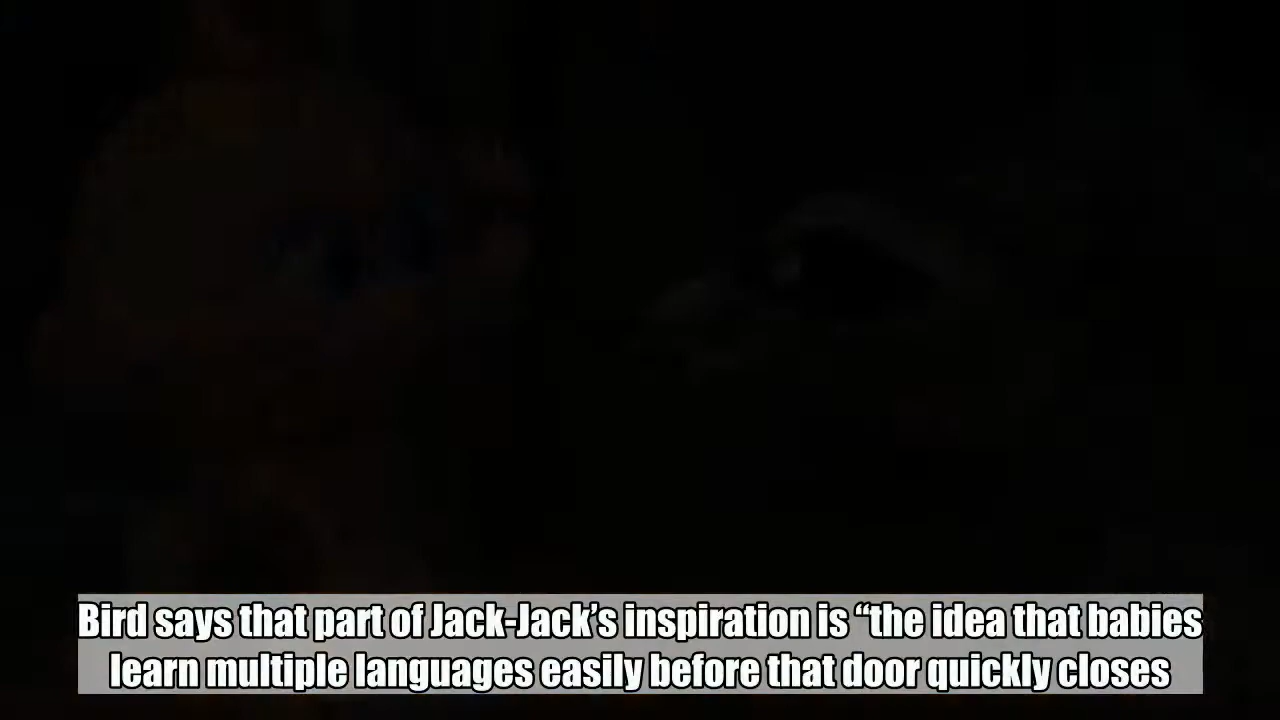 Bird says that part of Jack-Jack’s inspiration is “the idea that babies
learn multiple languages easily before that door quickly closes